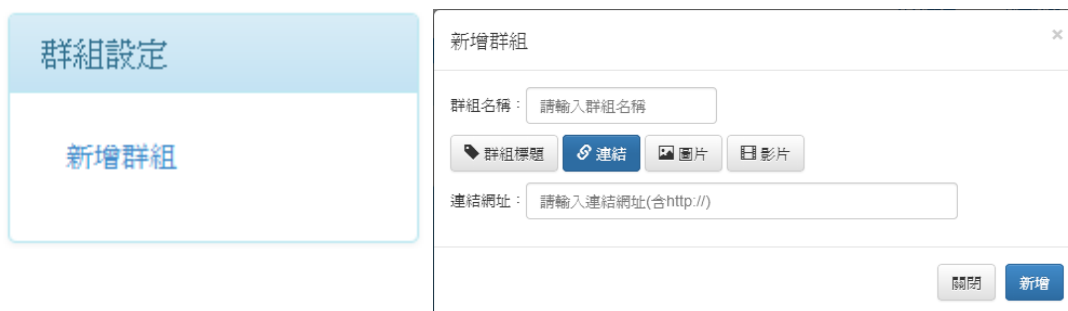 群組設定
新增群組
新增群組 ×
群組名稱： 請輸入群組名稱
群組標題 連結 圖片 影片
連結網址： 請輸入連結網址(含http://)
關閉 新增